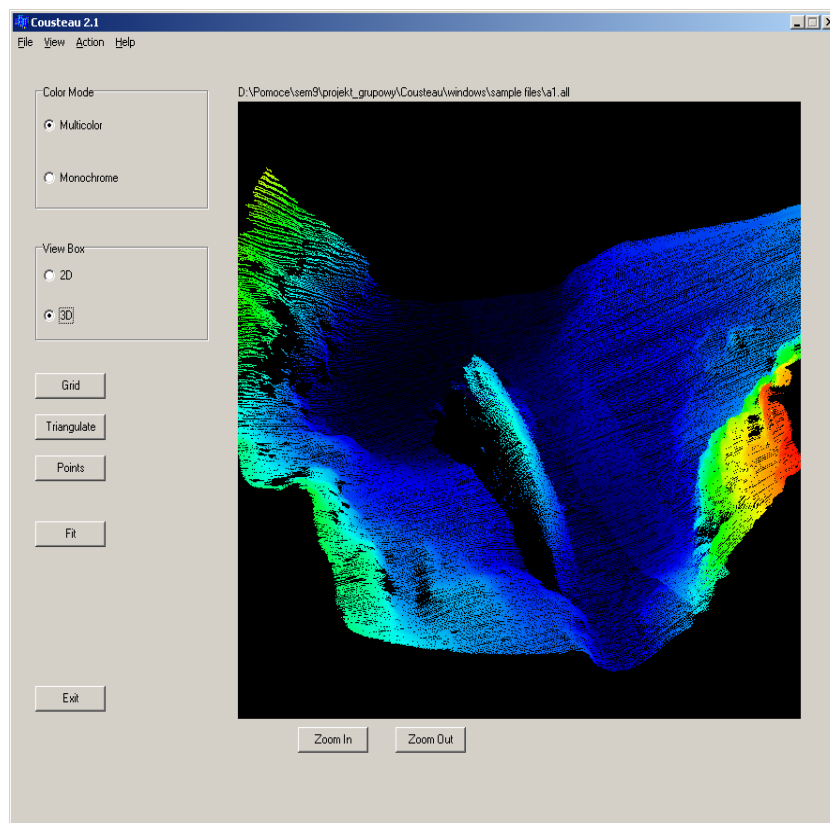 Cousteau 2.1
File View Action Help
Color Mode
Multicolor
Monochrome
View Box
2D
3D
Grid
Triangulate
Points
Fit
Exit
D:\Pomoce\sem9\projekt_grupowy\Cousteau\windows\sample files\a1.all
Zoom In Zoom Out